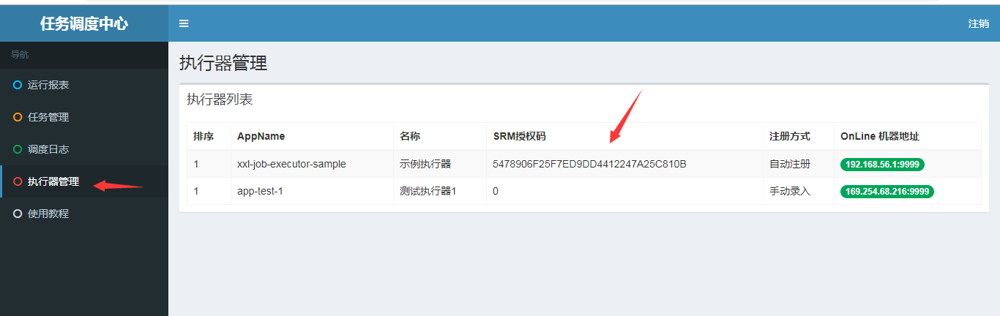 任务调度中心
注销
导航
运行报表
任务管理
调度日志
执行器管理
使用教程
执行器管理
执行器列表
排序 AppName 名称 SRM授权码 注册方式 OnLine 机器地址
1 xxl-job-executor-sample 示例执行器 5478906F25F7ED9DD4412247A25C810B 自动注册 192.168.56.1:9999
1 app-test-1 测试执行器1 0 手动录入 169.254.68.216:9999